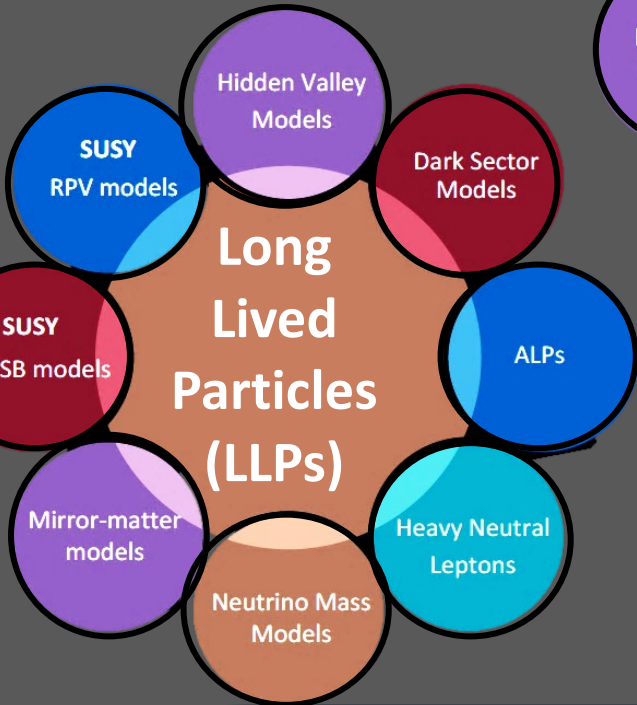 Hidden Valley
Models
SUSY
RPV models
Dark Sector
Models
Long
Lived
Particles
(LLPs)
SUSY
SB models
ALPs
Mirror-matter
models
Heavy Neutral
Leptons
Neutrino Mass
Models